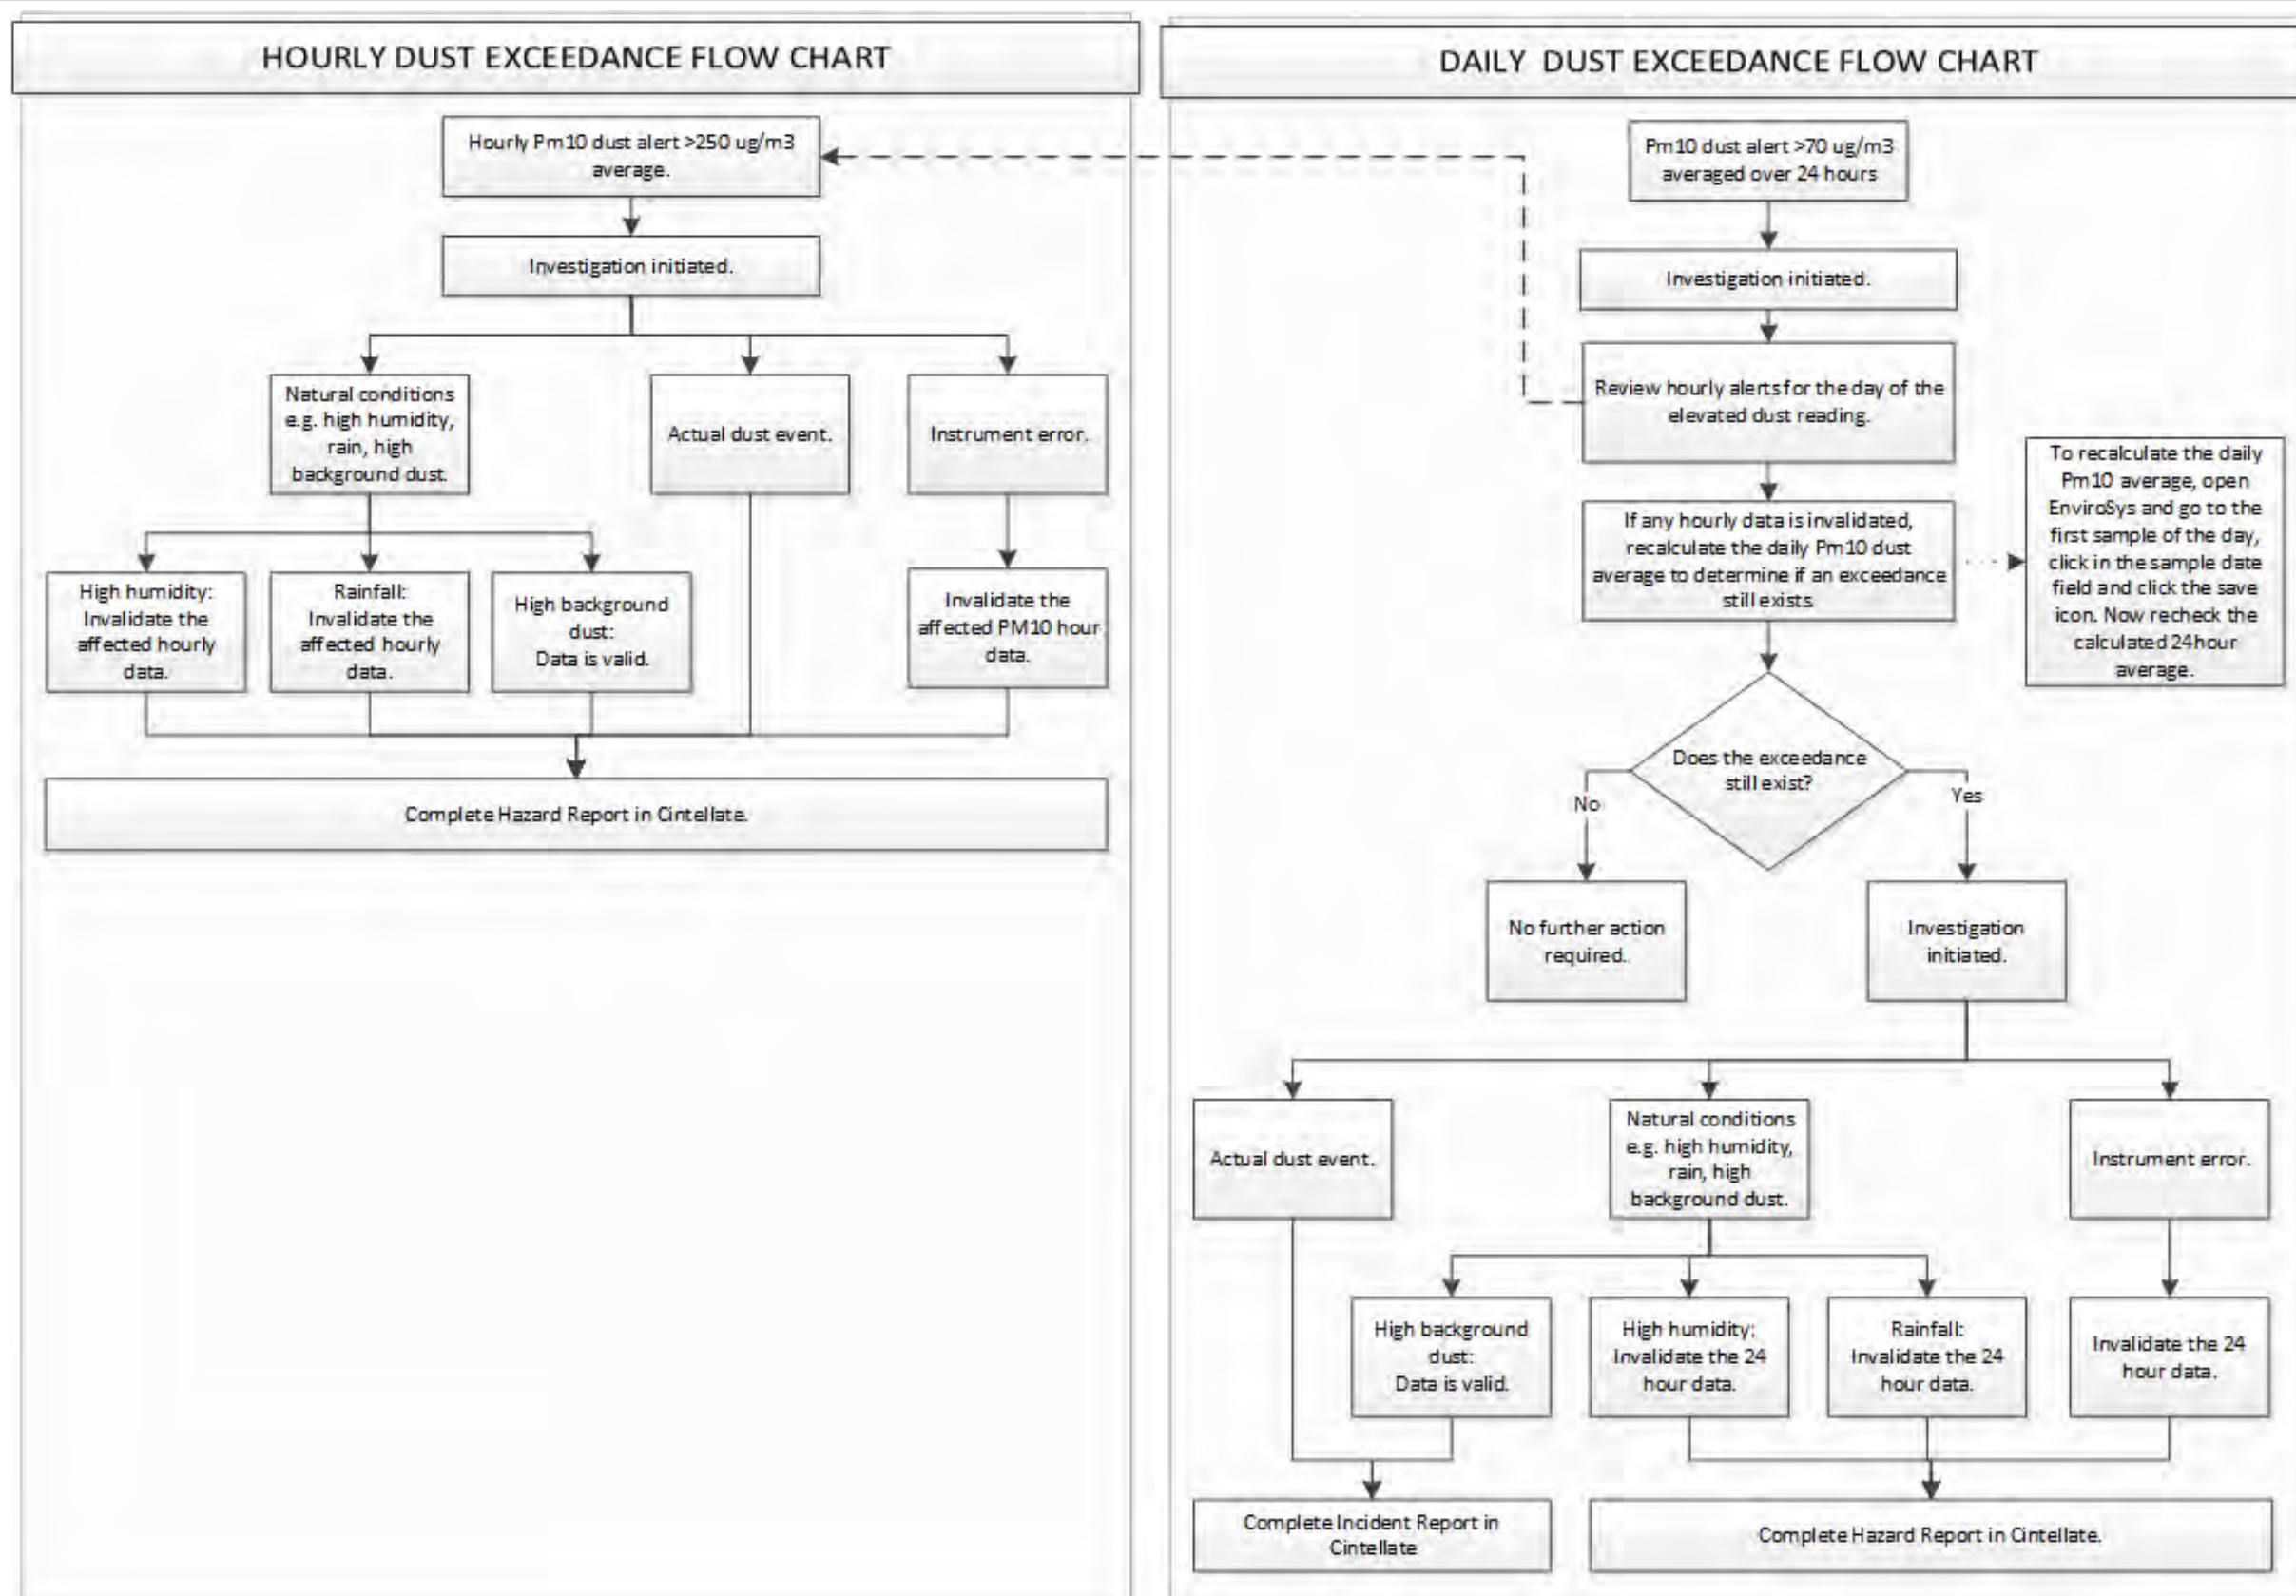 HOURLY DUST EXCEEDANCE FLOW CHART
Hourly Pm10 dust alert >250 ug/m3
average.
Investigation initiated.
Natural conditions
e.g. high humidity,
rain, high
background dust.
Actual dust event.
Instrument error.
High humidity:
Invalidate the
affected hourly
data.
Rainfall:
Invalidate the
affected hourly
data.
High background
dust:
Data is valid.
Invalidate the
affected PM10 hour
data.
Complete Hazard Report in Cintellate.
DAILY DUST EXCEEDANCE FLOW CHART
Pm10 dust alert >70 ug/m3
averaged over 24 hours
Investigation initiated.
Review hourly alerts for the day of the
elevated dust reading.
If any hourly data is invalidated,
recalculate the daily Pm10 dust
average to determine if an exceedance
still exists.
To recalculate the daily
Pm10 average, open
EnviroSys and go to the
first sample of the day,
click in the sample date
field and click the save
icon. Now recheck the
calculated 24hour
average.
Does the exceedance
still exist?
No
Yes
No further action
required.
Investigation
initiated.
Actual dust event.
Natural conditions
e.g. high humidity,
rain, high
background dust.
Instrument error.
High background
dust:
Data is valid.
High humidity:
Invalidate the 24
hour data.
Rainfall:
Invalidate the 24
hour data.
Invalidate the 24
hour data.
Complete Incident Report in
Cintellate
Complete Hazard Report in Cintellate.